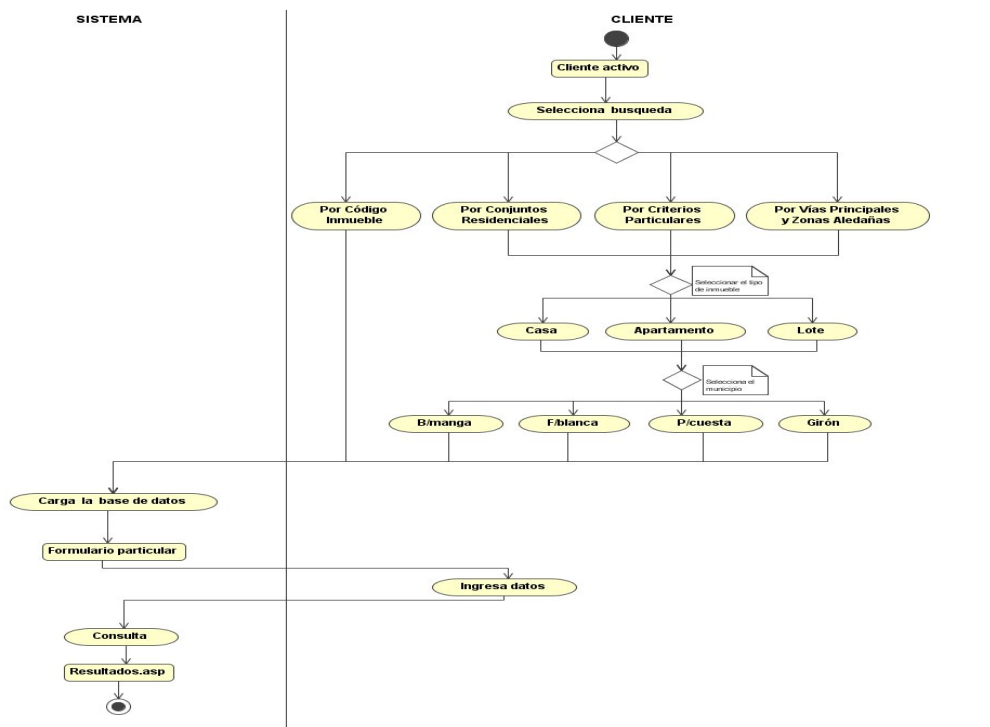 SISTEMA
CLIENTE
Cliente activo
Selecciona busqueda
Por Código
Inmueble
Por Conjuntos
Residenciales
Por Criterios
Particulares
Por Vías Principales
y Zonas Aledañas
Seleccionar el tipo
de inmueble
Casa
Apartamento
Lote
Selecciona el
municipio
B/manga
F/blanca
P/cuesta
Girón
Carga la base de datos
Formulario particular
Ingresa datos
Consulta
Resultados.asp